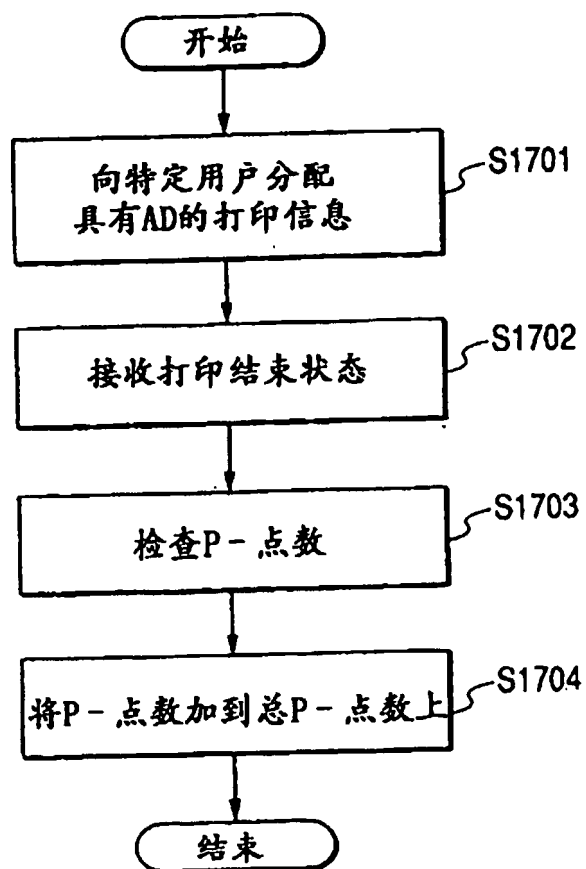 开始
向特定用户分配
具有AD的打印信息
S1701
接收打印结束状态
S1702
检查P-点数
S1703
将P-点数加到总P-点数上
S1704
结束